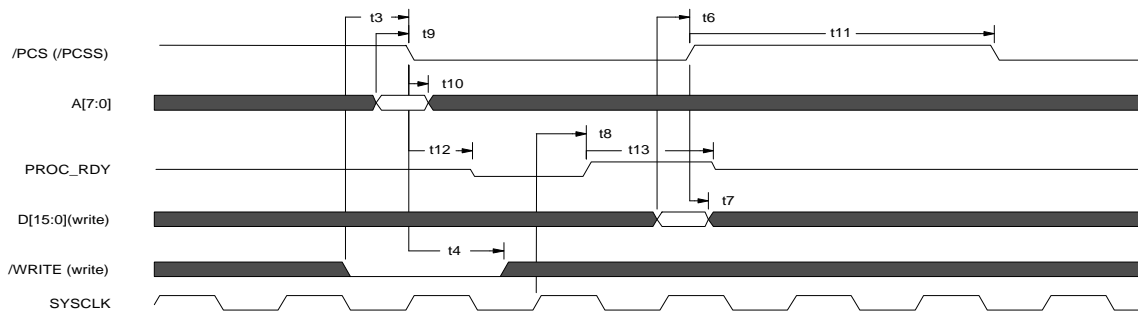 t3
t6
t9
t11
/PCS (/PCSS)
t10
A[7:0]
t8
t12
t13
PROC_RDY
t7
D[15:0](write)
t4
/WRITE (write)
SYSCLK